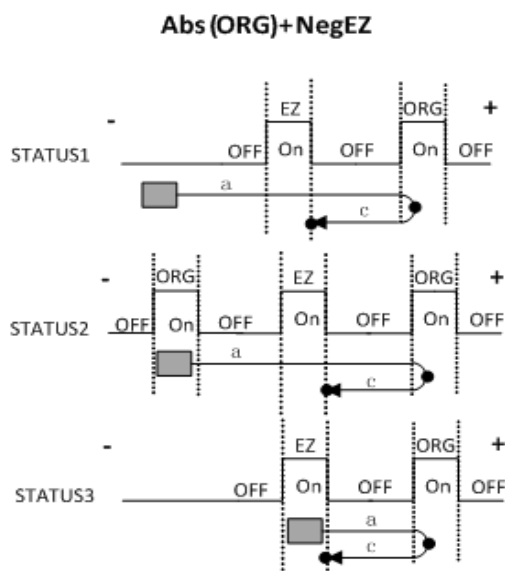 Abs(ORG)+NegEZ
- EZ ORG +
STATUS1 OFF On OFF On OFF
a
c
- ORG EZ ORG +
STATUS2 OFF On OFF On OFF On OFF
a
c
- EZ ORG +
STATUS3 OFF On OFF On OFF
a
c